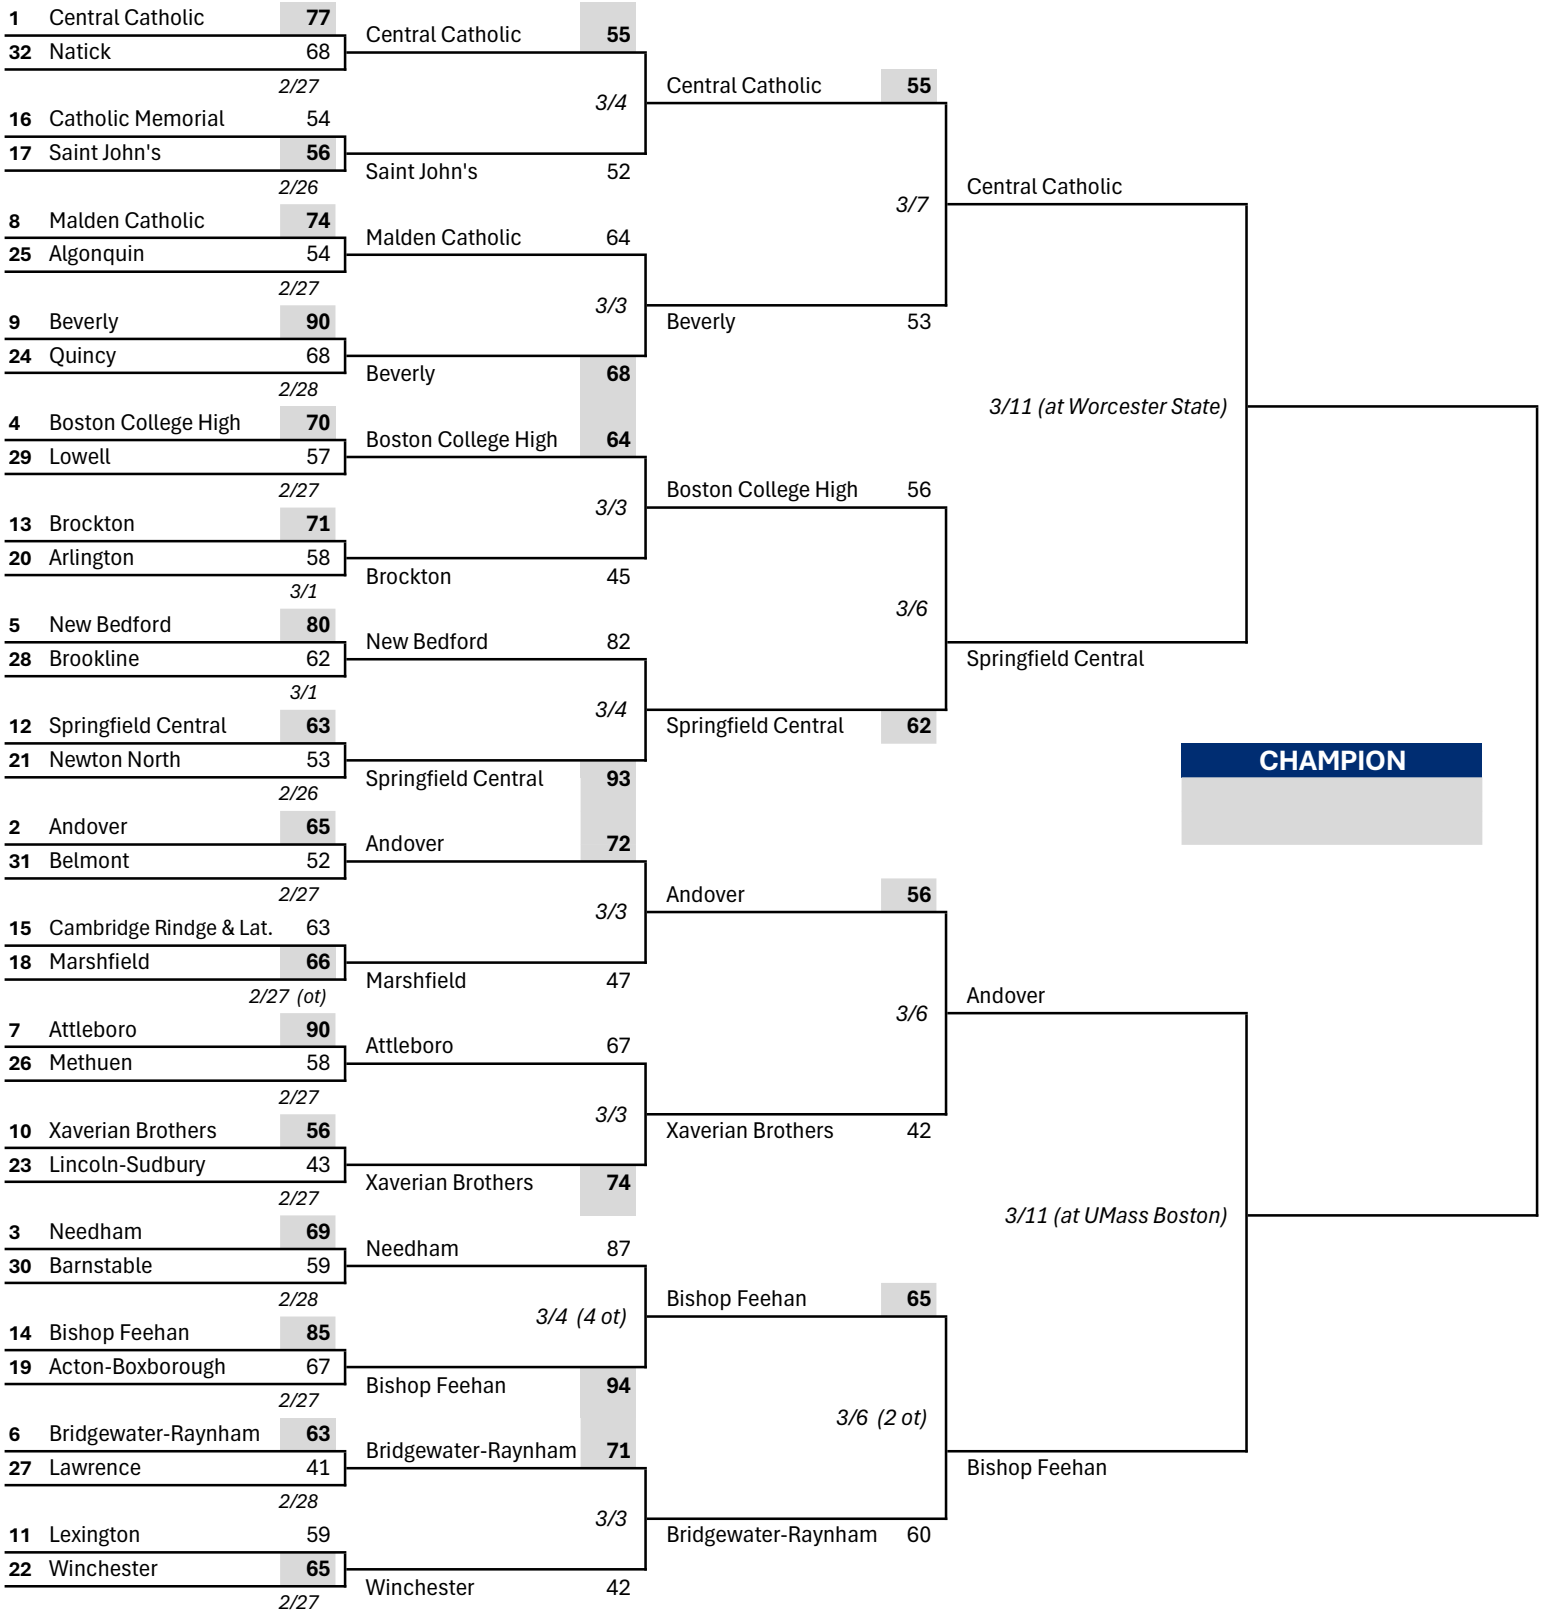 1 Central Catholic 77
32 Natick 68
2/27
16 Catholic Memorial 54
17 Saint John's 56
2/26
8 Malden Catholic 74
25 Algonquin 54
2/27
9 Beverly 90
24 Quincy 68
2/28
4 Boston College High 70
29 Lowell 57
2/27
13 Brockton 71
20 Arlington 58
3/1
5 New Bedford 80
28 Brookline 62
3/1
12 Springfield Central 63
21 Newton North 53
2/26
2 Andover 65
31 Belmont 52
2/27
15 Cambridge Rindge & Lat. 63
18 Marshfield 66
2/27 (ot)
7 Attleboro 90
26 Methuen 58
2/27
10 Xaverian Brothers 56
23 Lincoln-Sudbury 43
2/27
3 Needham 69
30 Barnstable 59
2/28
14 Bishop Feehan 85
19 Acton-Boxborough 67
2/27
6 Bridgewater-Raynham 63
27 Lawrence 41
2/28
11 Lexington 59
22 Winchester 65
2/27
Central Catholic 55
3/4
Saint John's 52
Malden Catholic 64
3/3
Beverly 68
Boston College High 64
3/3
Brockton 45
New Bedford 82
3/4
Springfield Central 93
Andover 72
3/3
Marshfield 47
Attleboro 67
3/3
Xaverian Brothers 74
Needham 87
3/4 (4 ot)
Bishop Feehan 94
Bridgewater-Raynham 71
3/3
Winchester 42
Central Catholic 55
3/7
Beverly 53
Boston College High 56
3/6
Springfield Central 62
Andover 56
3/6
Xaverian Brothers 42
Bishop Feehan 65
3/6 (2 ot)
Bridgewater-Raynham 60
Central Catholic
3/11 (at Worcester State)
Springfield Central
Andover
3/11 (at UMass Boston)
Bishop Feehan
CHAMPION